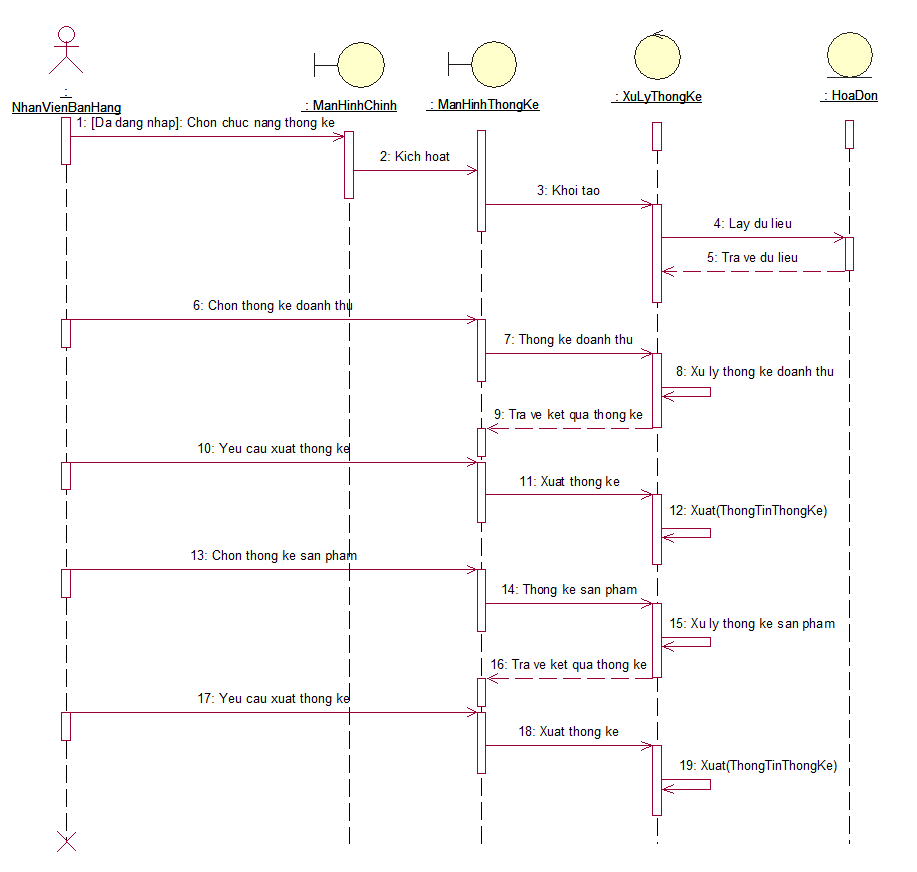 :
NhanVienBanHang
: ManHinhChinh
: ManHinhThongKe
: XuLyThongKe
: HoaDon
1: [Da dang nhap]: Chon chuc nang thong ke
2: Kich hoat
3: Khoi tao
4: Lay du lieu
5: Tra ve du lieu
6: Chon thong ke doanh thu
7: Thong ke doanh thu
8: Xu ly thong ke doanh thu
9: Tra ve ket qua thong ke
10: Yeu cau xuat thong ke
11: Xuat thong ke
12: Xuat(ThongTinThongKe)
13: Chon thong ke san pham
14: Thong ke san pham
15: Xu ly thong ke san pham
16: Tra ve ket qua thong ke
17: Yeu cau xuat thong ke
18: Xuat thong ke
19: Xuat(ThongTinThongKe)